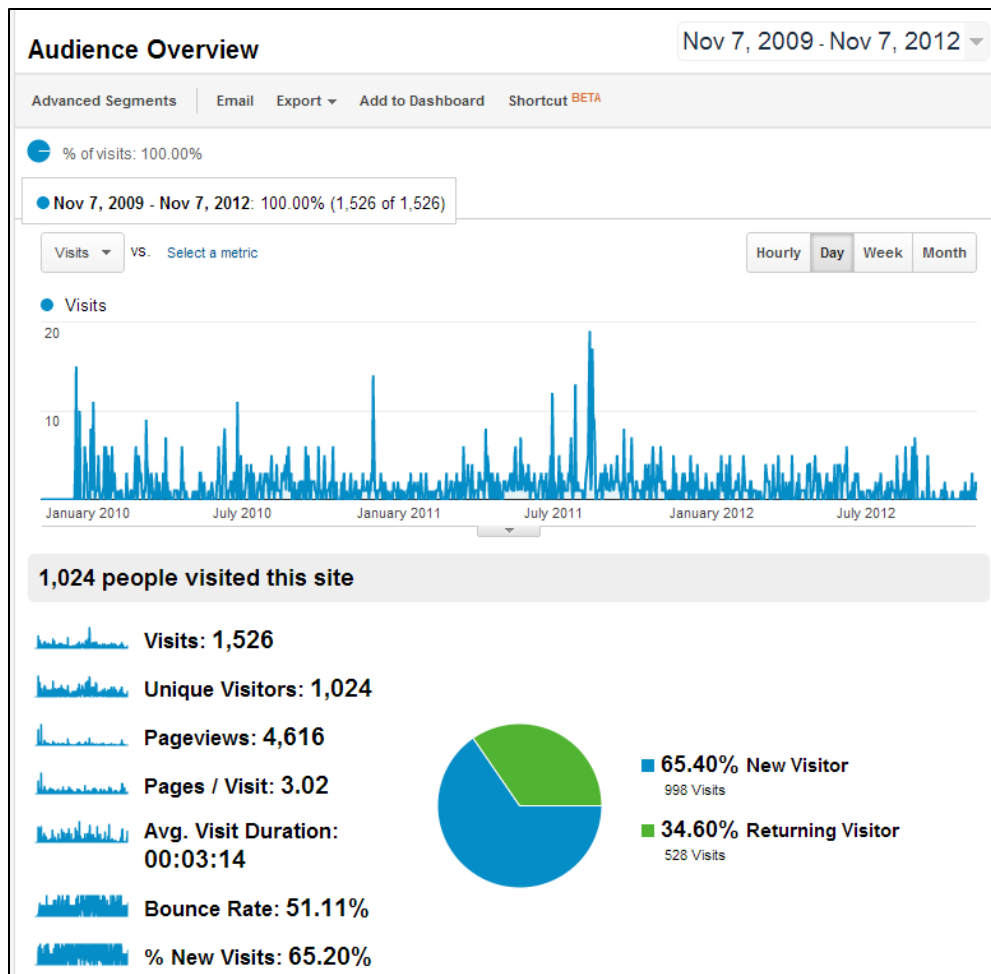 Audience Overview
Nov 7, 2009 - Nov 7, 2012
Advanced Segments Email Export Add to Dashboard Shortcut BETA
% of visits: 100.00%
Nov 7, 2009 - Nov 7, 2012: 100.00% (1,526 of 1,526)
Visits vs. Select a metric
Hourly Day Week Month
Visits
20
10
January 2010 July 2010 January 2011 July 2011 January 2012 July 2012
1,024 people visited this site
Visits: 1,526
Unique Visitors: 1,024
Pageviews: 4,616
Pages / Visit: 3.02
Avg. Visit Duration:
00:03:14
Bounce Rate: 51.11%
% New Visits: 65.20%
65.40% New Visitor
998 Visits
34.60% Returning Visitor
528 Visits